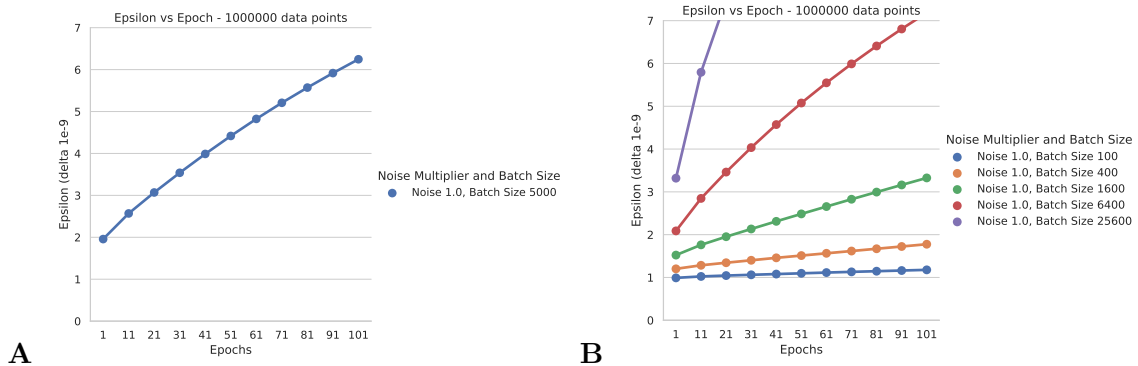 Epsilon vs Epoch - 1000000 data points
7
6
5
4
3
2
1
0
Epsilon (delta 1e-9
1 11 21 31 41 51 61 71 81 91 101
Epochs
Noise Multiplier and Batch Size
Noise 1.0, Batch Size 5000
A
Epsilon vs Epoch - 1000000 data points
7
6
5
4
3
2
1
0
Epsilon (delta 1e-9
1 11 21 31 41 51 61 71 81 91 101
Epochs
Noise Multiplier and Batch Size
Noise 1.0, Batch Size 100
Noise 1.0, Batch Size 400
Noise 1.0, Batch Size 1600
Noise 1.0, Batch Size 6400
Noise 1.0, Batch Size 25600
B